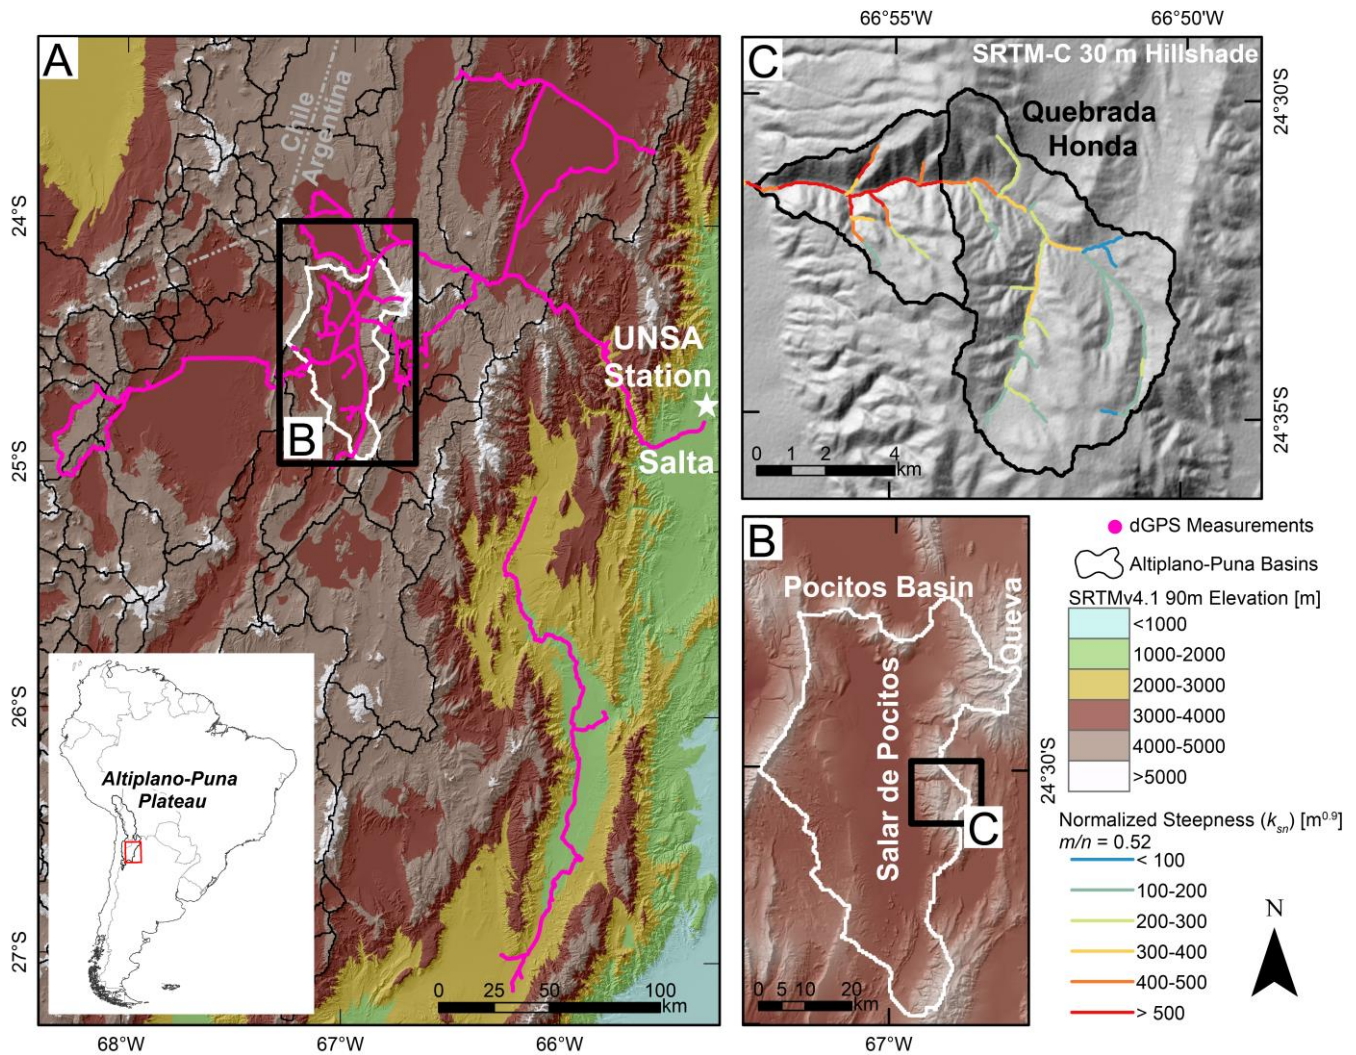 66°55'W
66°50'W
A
Chile
Argentina
24°S
25°S
26°S
27°S
B
UNSA
Station
Salta
Altiplano-Puna
Plateau
0
25
50
100
km
68°W
67°W
66°W
C
SRTM-C 30 m Hillshade
Quebrada
Honda
24°30'S
24°35'S
0
1
2
4
km
B
Pocitos Basin
Queva
Salar de Pocitos
C
24°30'S
0
5
10
20
km
67°W
dGPS Measurements
Altiplano-Puna Basins
SRTMv4.1 90m Elevation [m]
<1000
1000-2000
2000-3000
3000-4000
4000-5000
>5000
Normalized Steepness (ksn) [m0.9]
m/n = 0.52
< 100
100-200
200-300
300-400
400-500
> 500
N